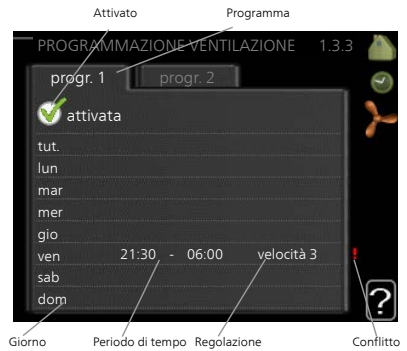 Attivato Programma
PROGRAMMAZIONE VENTILAZIONE 1.3.3
progr. 1 progr. 2
attivata
tut.
lun
mar
mer
gio
ven 21:30 - 06:00 velocità 3 !
sab
dom
?
Giorno Periodo di tempo Regolazione Conflitto